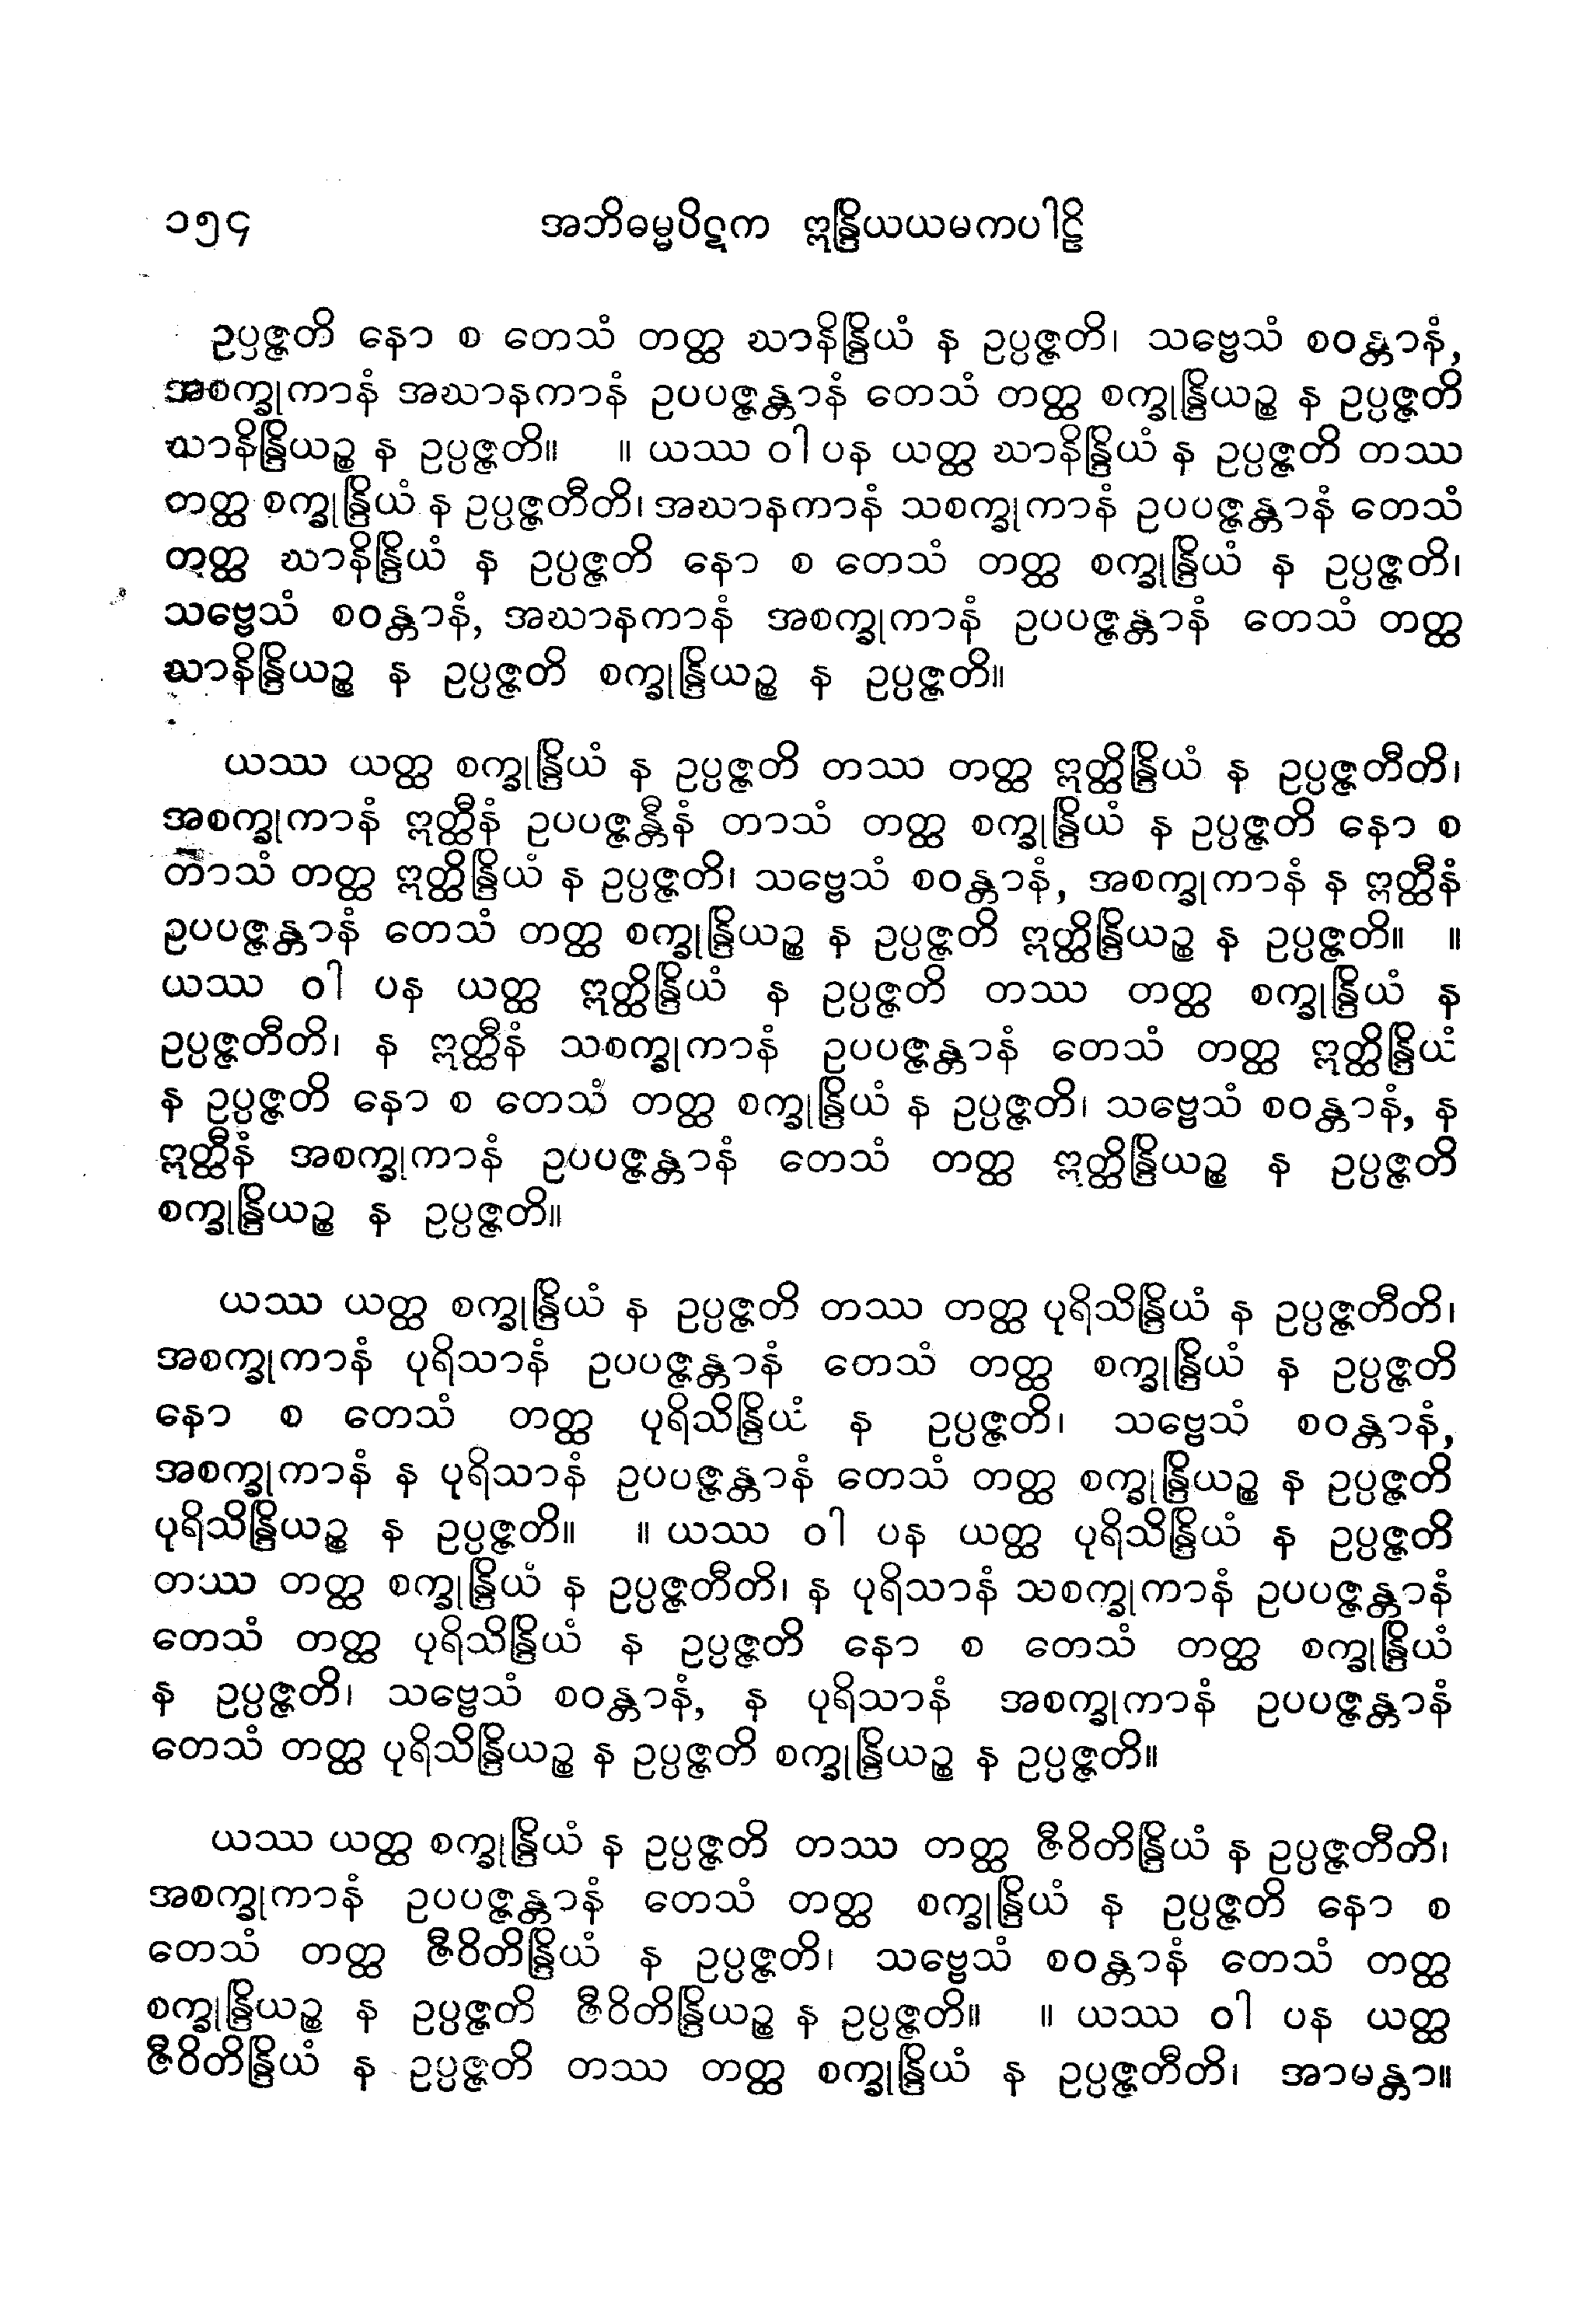 ၁၅၄ အဘိဓမ္မပိဋက ဣန္ဒြိယယမကပါဠိ
ဥပ္ပဇ္ဇတိ နော စ တေသံ တတ္ထ ဃာနိန္ဒြိယံ န ဥပ္ပဇ္ဇတိ၊ သဗ္ဗေသံ စဝန္တာနံ,
အစက္ခုကာနံ အဃာနကာနံ ဥပပဇ္ဇန္တာနံ တေသံ တတ္ထ စက္ခုန္ဒြိယဉ္စ န ဥပ္ပဇ္ဇတိ
ဃာနိန္ဒြိယဉ္စ န ဥပ္ပဇ္ဇတိ။ ။ ယဿ ဝါ ပန ယတ္ထ ဃာနိန္ဒြိယံ န ဥပ္ပဇ္ဇတိ တဿ
တတ္ထ စက္ခုန္ဒြိယံ န ဥပ္ပဇ္ဇတီတိ၊ အဃာနကာနံ သစက္ခုကာနံ ဥပပဇ္ဇန္တာနံ တေသံ
တတ္ထ ဃာနိန္ဒြိယံ န ဥပ္ပဇ္ဇတိ နော စ တေသံ တတ္ထ စက္ခုန္ဒြိယံ န ဥပ္ပဇ္ဇတိ၊
သဗ္ဗေသံ စဝန္တာနံ, အဃာနကာနံ အစက္ခုကာနံ ဥပပဇ္ဇန္တာနံ တေသံ တတ္ထ
ဃာနိန္ဒြိယဉ္စ န ဥပ္ပဇ္ဇတိ စက္ခုန္ဒြိယဉ္စ န ဥပ္ပဇ္ဇတိ။
ယဿ ယတ္ထ စက္ခုန္ဒြိယံ န ဥပ္ပဇ္ဇတိ တဿ တတ္ထ ဣတ္ထိန္ဒြိယံ န ဥပ္ပဇ္ဇတီတိ၊
အစက္ခုကာနံ ဣတ္ထီနံ ဥပပဇ္ဇန္တီနံ တာသံ တတ္ထ စက္ခုန္ဒြိယံ န ဥပ္ပဇ္ဇတိ နော စ
တာသံ တတ္ထ ဣတ္ထိန္ဒြိယံ န ဥပ္ပဇ္ဇတိ၊ သဗ္ဗေသံ စဝန္တာနံ, အစက္ခုကာနံ န ဣတ္ထီနံ
ဥပပဇ္ဇန္တာနံ တေသံ တတ္ထ စက္ခုန္ဒြိယဉ္စ န ဥပ္ပဇ္ဇတိ ဣတ္ထိန္ဒြိယဉ္စ န ဥပ္ပဇ္ဇတိ။ ။
ယဿ ဝါ ပန ယတ္ထ ဣတ္ထိန္ဒြိယံ န ဥပ္ပဇ္ဇတိ တဿ တတ္ထ စက္ခုန္ဒြိယံ န
ဥပ္ပဇ္ဇတီတိ၊ န ဣတ္ထီနံ သစက္ခုကာနံ ဥပပဇ္ဇန္တာနံ တေသံ တတ္ထ ဣတ္ထိန္ဒြိယံ
န ဥပ္ပဇ္ဇတိ နော စ တေသံ တတ္ထ စက္ခုန္ဒြိယံ န ဥပ္ပဇ္ဇတိ၊ သဗ္ဗေသံ စဝန္တာနံ, န
ဣတ္ထီနံ အစက္ခုကာနံ ဥပပဇ္ဇန္တာနံ တေသံ တတ္ထ ဣတ္ထိန္ဒြိယဉ္စ န ဥပ္ပဇ္ဇတိ
စက္ခုန္ဒြိယဉ္စ န ဥပ္ပဇ္ဇတိ။
ယဿ ယတ္ထ စက္ခုန္ဒြိယံ န ဥပ္ပဇ္ဇတိ တဿ တတ္ထ ပုရိသိန္ဒြိယံ န ဥပ္ပဇ္ဇတီတိ၊
အစက္ခုကာနံ ပုရိသာနံ ဥပပဇ္ဇန္တာနံ တေသံ တတ္ထ စက္ခုန္ဒြိယံ န ဥပ္ပဇ္ဇတိ
နော စ တေသံ တတ္ထ ပုရိသိန္ဒြိယံ န ဥပ္ပဇ္ဇတိ၊ သဗ္ဗေသံ စဝန္တာနံ,
အစက္ခုကာနံ န ပုရိသာနံ ဥပပဇ္ဇန္တာနံ တေသံ တတ္ထ စက္ခုန္ဒြိယဉ္စ န ဥပ္ပဇ္ဇတိ
ပုရိသိန္ဒြိယဉ္စ န ဥပ္ပဇ္ဇတိ။ ။ ယဿ ဝါ ပန ယတ္ထ ပုရိသိန္ဒြိယံ န ဥပ္ပဇ္ဇတိ
တဿ တတ္ထ စက္ခုန္ဒြိယံ န ဥပ္ပဇ္ဇတီတိ၊ န ပုရိသာနံ သစက္ခုကာနံ ဥပပဇ္ဇန္တာနံ
တေသံ တတ္ထ ပုရိသိန္ဒြိယံ န ဥပ္ပဇ္ဇတိ နော စ တေသံ တတ္ထ စက္ခုန္ဒြိယံ
န ဥပ္ပဇ္ဇတိ၊ သဗ္ဗေသံ စဝန္တာနံ, န ပုရိသာနံ အစက္ခုကာနံ ဥပပဇ္ဇန္တာနံ
တေသံ တတ္ထ ပုရိသိန္ဒြိယဉ္စ န ဥပ္ပဇ္ဇတိ စက္ခုန္ဒြိယဉ္စ န ဥပ္ပဇ္ဇတိ။
ယဿ ယတ္ထ စက္ခုန္ဒြိယံ န ဥပ္ပဇ္ဇတိ တဿ တတ္ထ ဇီဝိတိန္ဒြိယံ န ဥပ္ပဇ္ဇတီတိ၊
အစက္ခုကာနံ ဥပပဇ္ဇန္တာနံ တေသံ တတ္ထ စက္ခုန္ဒြိယံ န ဥပ္ပဇ္ဇတိ နော စ
တေသံ တတ္ထ ဇီဝိတိန္ဒြိယံ န ဥပ္ပဇ္ဇတိ၊ သဗ္ဗေသံ စဝန္တာနံ တေသံ တတ္ထ
စက္ခုန္ဒြိယဉ္စ န ဥပ္ပဇ္ဇတိ ဇီဝိတိန္ဒြိယဉ္စ န ဥပ္ပဇ္ဇတိ။ ။ ယဿ ဝါ ပန ယတ္ထ
ဇီဝိတိန္ဒြိယံ န ဥပ္ပဇ္ဇတိ တဿ တတ္ထ စက္ခုန္ဒြိယံ န ဥပ္ပဇ္ဇတီတိ၊ အာမန္တာ။